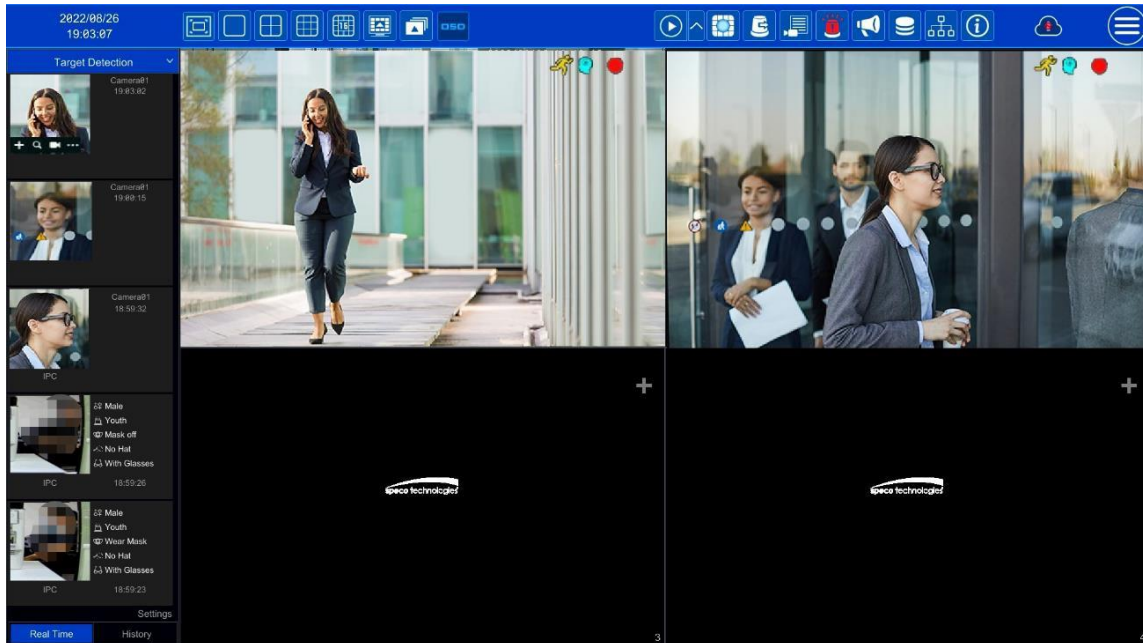 2022/08/26
19:03:07
15
OSD
Target Detection
Camera01
19:03:02
Camera01
19:00:15
Camera01
18:59:32
IPC
Male
Youth
Mask off
No Hat
With Glasses
IPC 18:59:26
Male
Youth
Wear Mask
No Hat
With Glasses
IPC 18:59:23
Settings
Real Time History
speco technologies
3
speco technologies